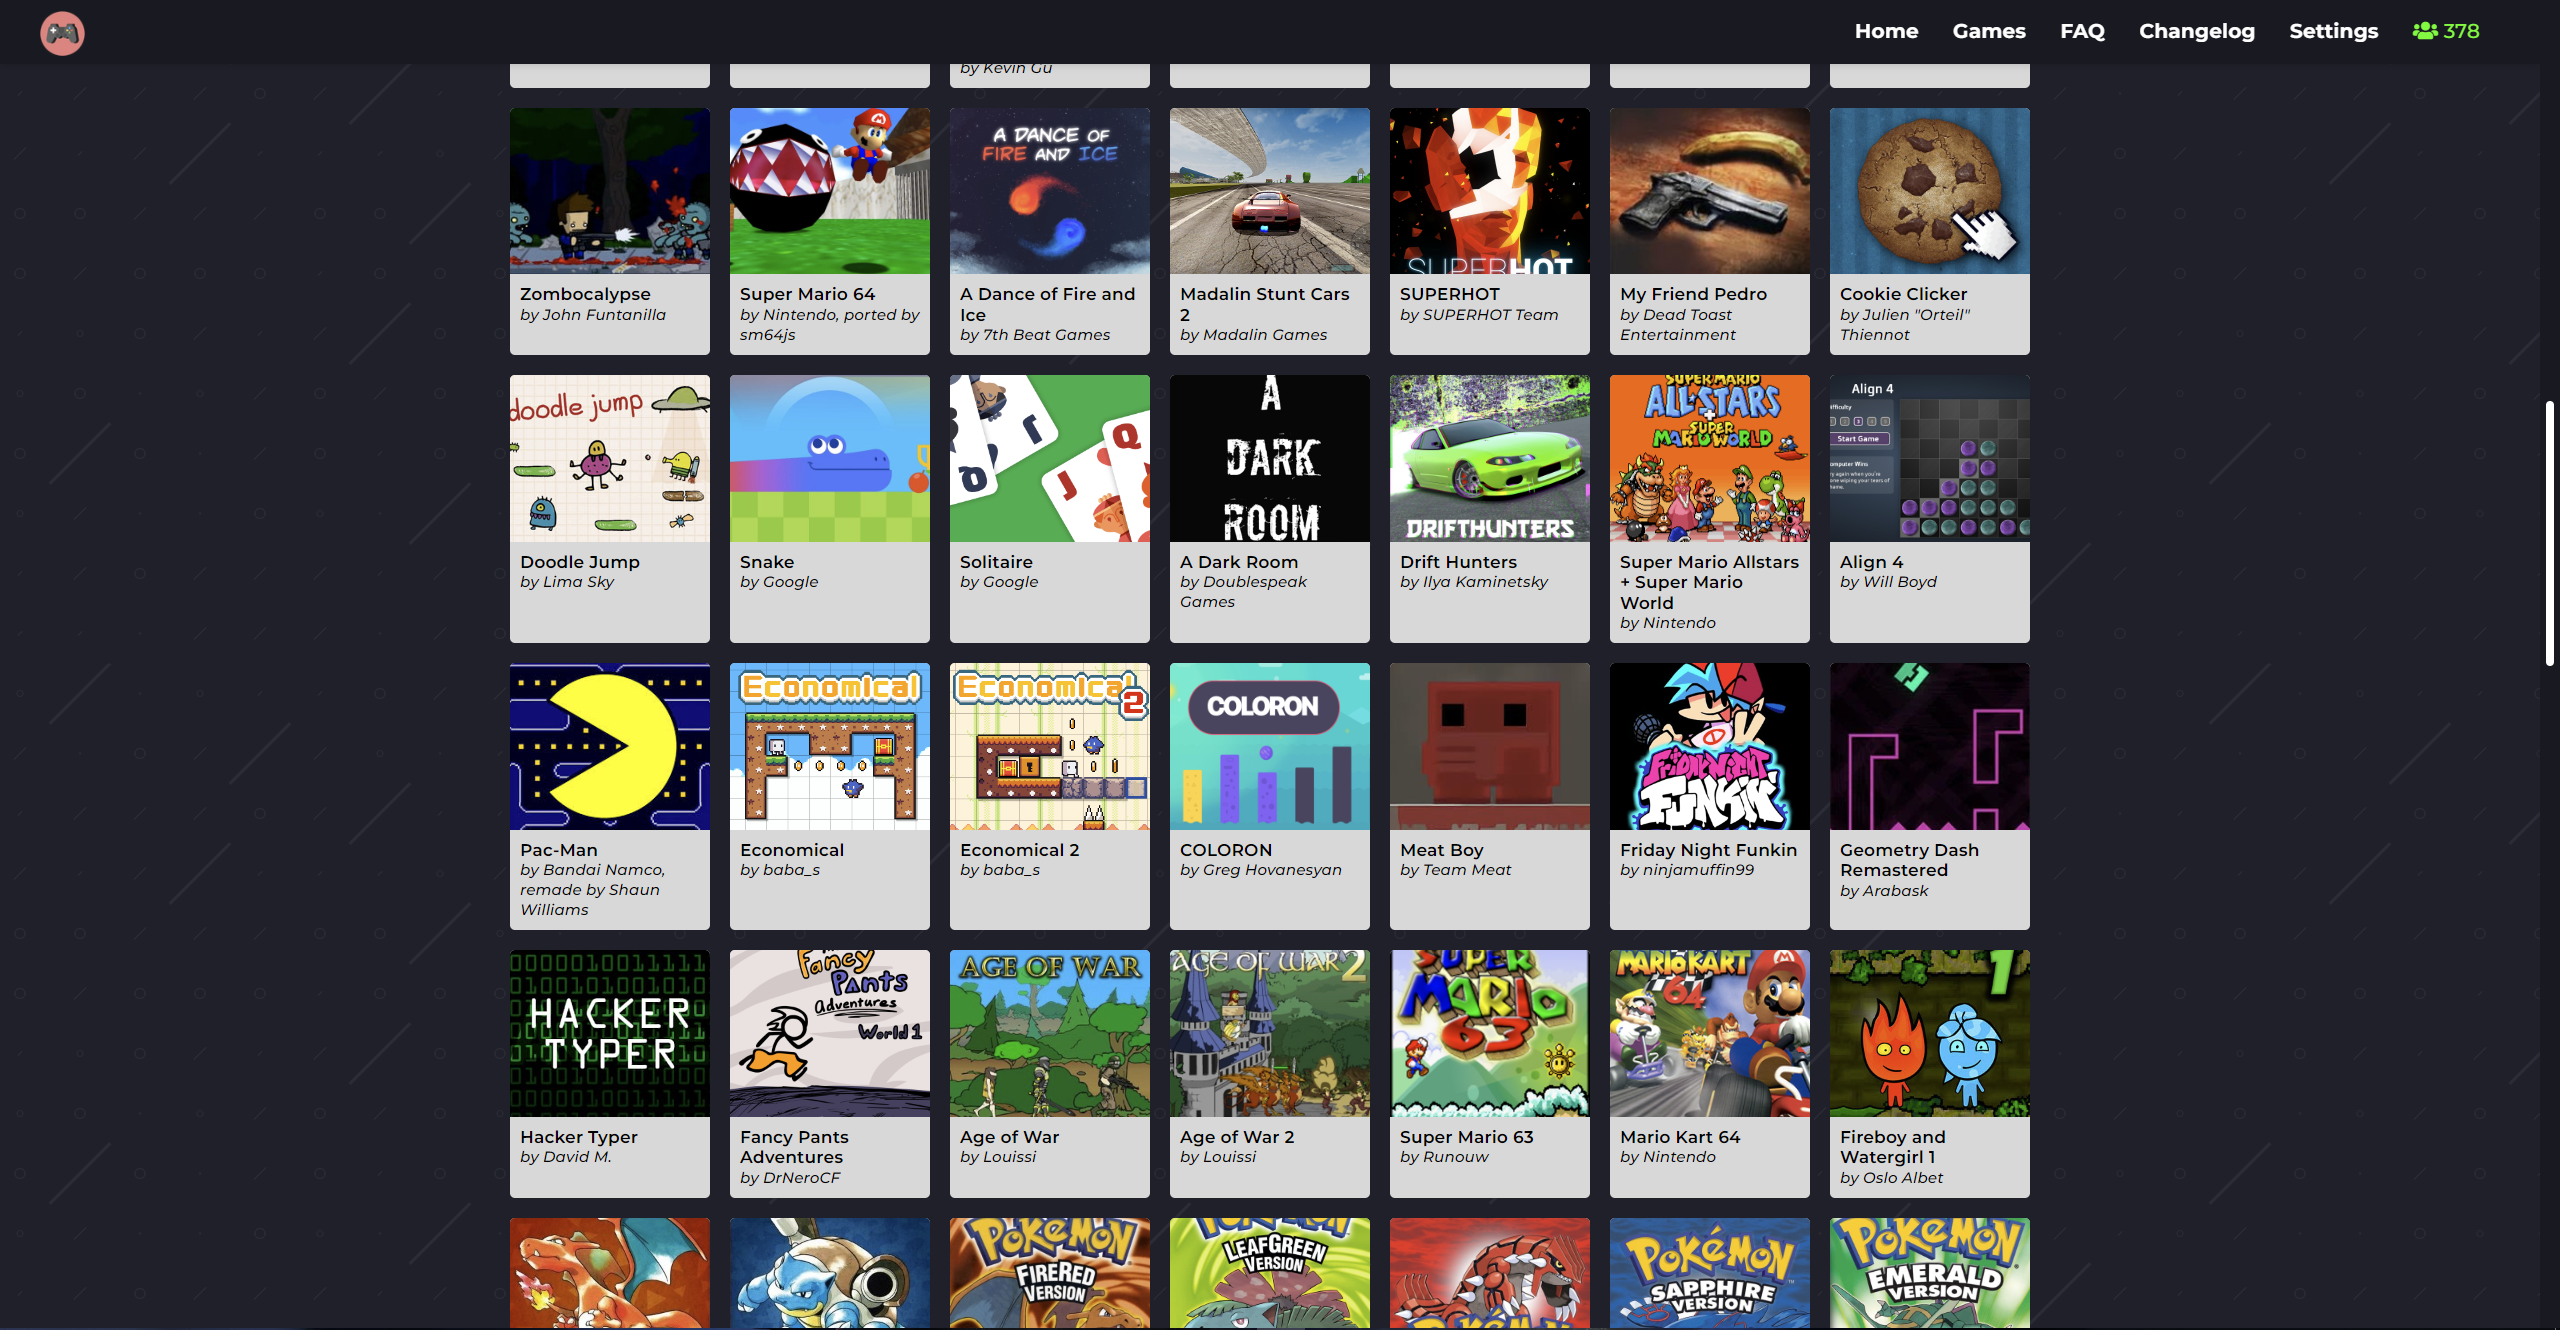 Home Games FAQ Changelog Settings 378
by Kevin Gu
A DANCE OF
FIRE AND ICE
SUPERHOT
Zombocalypse
by John Funtanilla
Super Mario 64
by Nintendo, ported by
sm64js
A Dance of Fire and
Ice
by 7th Beat Games
Madalin Stunt Cars
2
by Madalin Games
SUPERHOT
by SUPERHOT Team
My Friend Pedro
by Dead Toast
Entertainment
Cookie Clicker
by Julien "Orteil"
Thiennot
doodle jump
J
Q
J
Q
A
DARK
ROOM
DRIFTHUNTERS
SUPER MARIO
ALL-STARS
+
SUPER
MARIO WORLD
Align 4
Start Game
Doodle Jump
by Lima Sky
Snake
by Google
Solitaire
by Google
A Dark Room
by Doublespeak
Games
Drift Hunters
by Ilya Kaminetsky
Super Mario Allstars
+ Super Mario
World
by Nintendo
Align 4
by Will Boyd
Economical
Economical
2
COLORON
FRIDAY NIGHT
FUNKIN'
Pac-Man
by Bandai Namco,
remade by Shaun
Williams
Economical
by baba_s
Economical 2
by baba_s
COLORON
by Greg Hovanesyan
Meat Boy
by Team Meat
Friday Night Funkin
by ninjamuffin99
Geometry Dash
Remastered
by Arabask
HACKER
TYPER
Fancy
Pants
Adventures
World 1
AGE OF WAR
AGE OF WAR 2
SUPER
MARIO
63
MARIOKART
64
1
Hacker Typer
by David M.
Fancy Pants
Adventures
by DrNeroCF
Age of War
by Louissi
Age of War 2
by Louissi
Super Mario 63
by Runouw
Mario Kart 64
by Nintendo
Fireboy and
Watergirl 1
by Oslo Albet
POKéMON
FIRERED
VERSION
POKéMON
LEAFGREEN
VERSION
POKéMON
POKéMON
SAPPHIRE
VERSION
POKéMON
EMERALD
VERSION